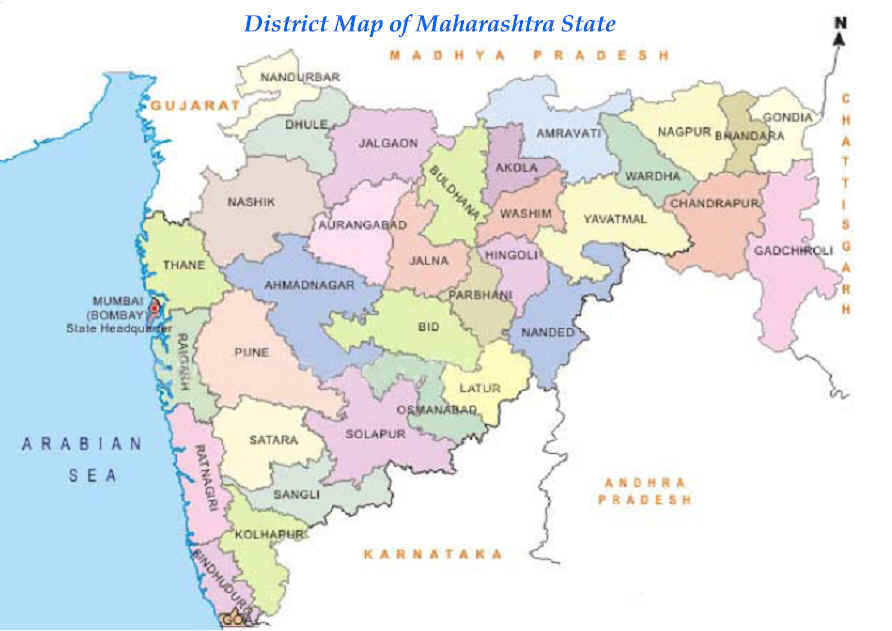 District Map of Maharashtra State
N
MADHYA PRADESH
GUJARAT
CHATTISGARH
NANDURBAR
DHULE
JALGAON
BULDHANA
AKOLA
AMRAVATI
WARDHA
NAGPUR
BHANDARA
GONDIA
NASHIK
AURANGABAD
JALNA
WASHIM
YAVATMAL
CHANDRAPUR
GADCHIROLI
THANE
AHMADNAGAR
PARBHANI
HINGOLI
MUMBAI
(BOMBAY
State Headquarter
RAIGARH
PUNE
BID
NANDED
LATUR
OSMANABAD
SOLAPUR
SATARA
ARABIAN
SEA
RATNAGIRI
SANGLI
KOLHAPUR
ANDHRA
PRADESH
KARNATAKA
GOA